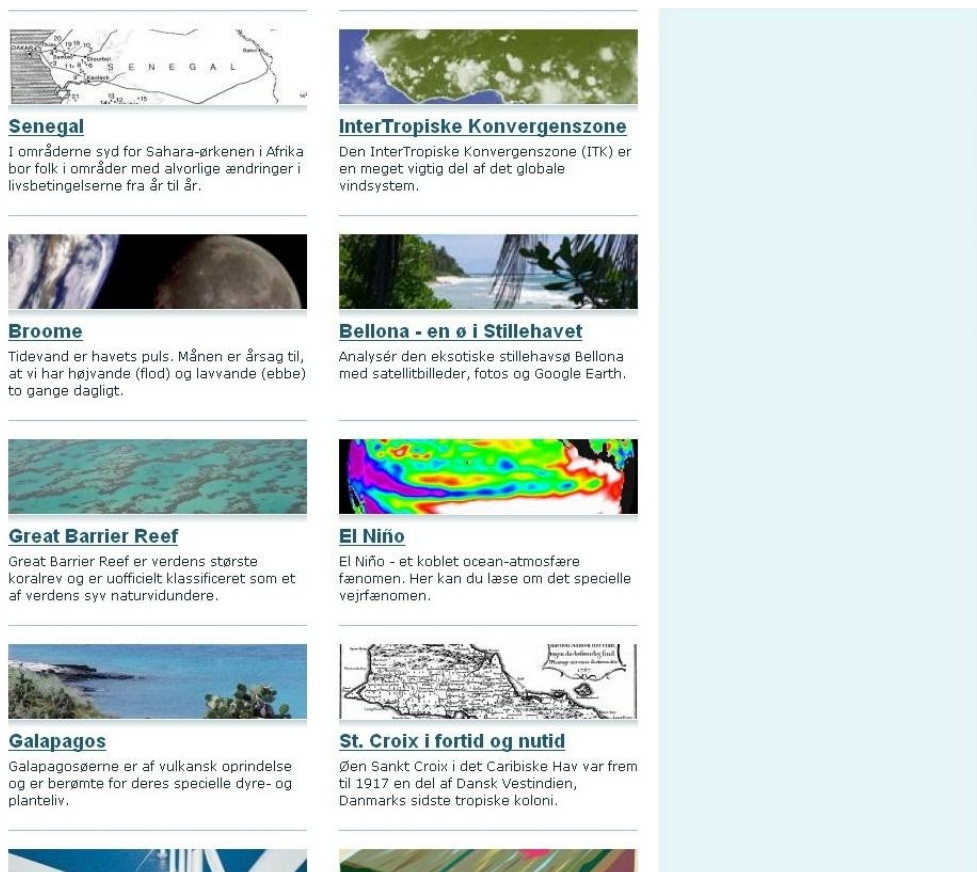 DAKAR
S E N E G A L
Kaolack
Senegal
I områderne syd for Sahara-ørkenen i Afrika
bor folk i områder med alvorlige ændringer i
livsbetingelserne fra år til år.
InterTropiske Konvergenszone
Den InterTropiske Konvergenszone (ITK) er
en meget vigtig del af det globale
vindsystem.
Broome
Tidevand er havets puls. Månen er årsag til,
at vi har højvande (flod) og lavvande (ebbe)
to gange dagligt.
Bellona - en ø i Stillehavet
Analysér den eksotiske stillehavsø Bellona
med satellitbilleder, fotos og Google Earth.
Great Barrier Reef
Great Barrier Reef er verdens største
koralrev og er uofficielt klassificeret som et
af verdens syv naturvidundere.
El Niño
El Niño - et koblet ocean-atmosfære
fænomen. Her kan du læse om det specielle
vejrfænomen.
Galapagos
Galapagosøerne er af vulkansk oprindelse
og er berømte for deres specielle dyre- og
planteliv.
St. Croix i fortid og nutid
Øen Sankt Croix i det Caribiske Hav var frem
til 1917 en del af Dansk Vestindien,
Danmarks sidste tropiske koloni.